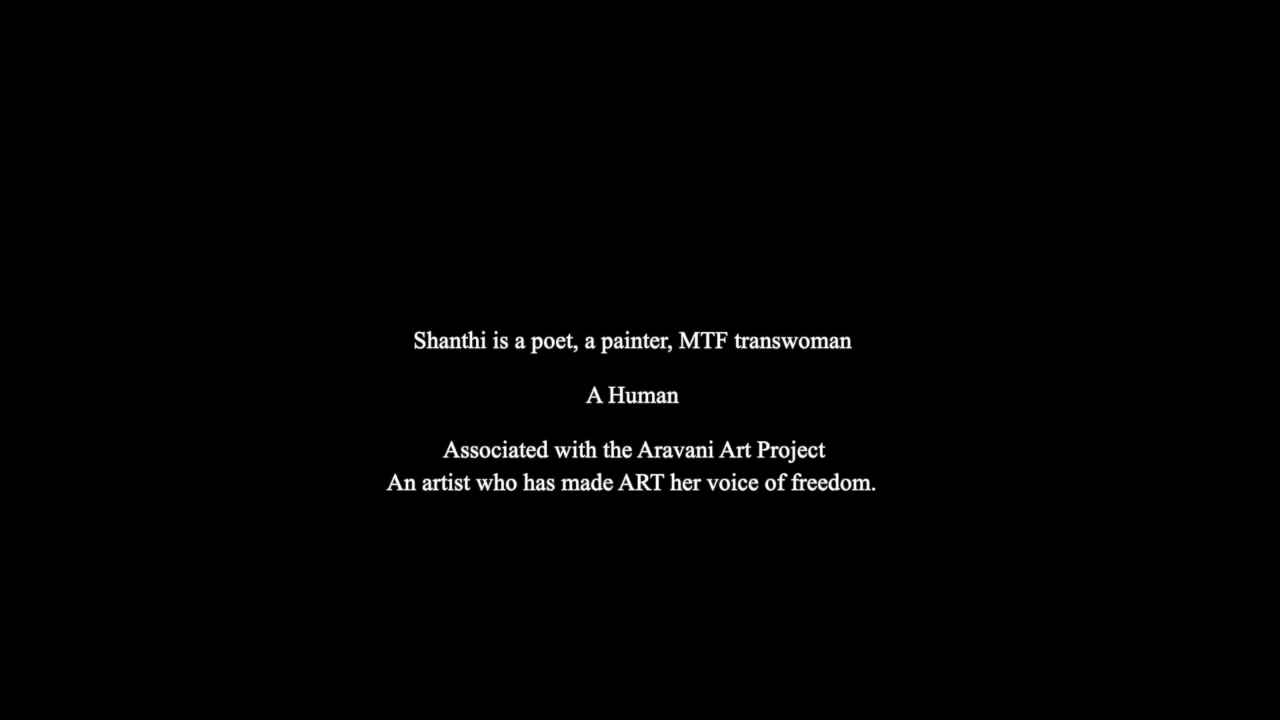 Shanthi is a poet, a painter, MTF transwoman
A Human
Associated with the Aravani Art Project
An artist who has made ART her voice of freedom.